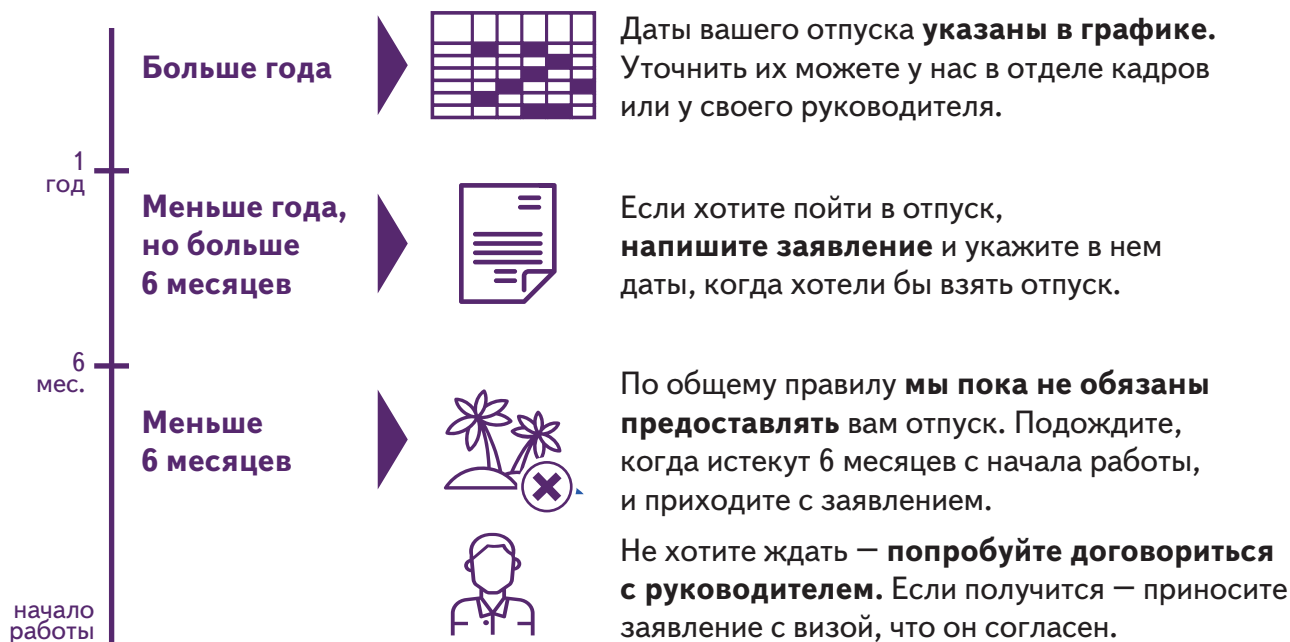 Больше года
Даты вашего отпуска указаны в графике.
Уточнить их можете у нас в отделе кадров
или у своего руководителя.
1
год
Меньше года,
но больше
6 месяцев
Если хотите пойти в отпуск,
напишите заявление и укажите в нем
даты, когда хотели бы взять отпуск.
6
мес.
Меньше
6 месяцев
По общему правилу мы пока не обязаны
предоставлять вам отпуск. Подождите,
когда истекут 6 месяцев с начала работы,
и приходите с заявлением.
Не хотите ждать — попробуйте договориться
с руководителем. Если получится — приносите
заявление с визой, что он согласен.
начало
работы